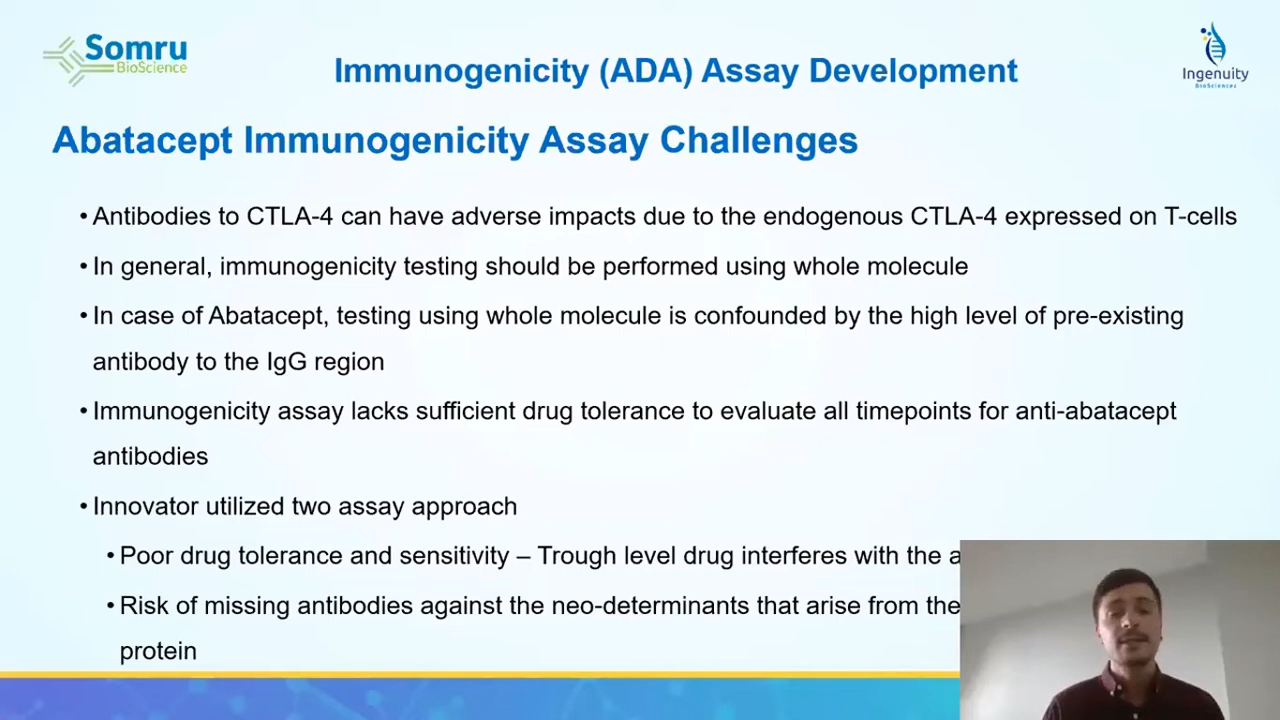 Somru
BioScience
Immunogenicity (ADA) Assay Development
Ingenuity
BioSciences
Abatacept Immunogenicity Assay Challenges
• Antibodies to CTLA-4 can have adverse impacts due to the endogenous CTLA-4 expressed on T-cells
• In general, immunogenicity testing should be performed using whole molecule
• In case of Abatacept, testing using whole molecule is confounded by the high level of pre-existing
antibody to the IgG region
• Immunogenicity assay lacks sufficient drug tolerance to evaluate all timepoints for anti-abatacept
antibodies
• Innovator utilized two assay approach
• Poor drug tolerance and sensitivity – Trough level drug interferes with the
• Risk of missing antibodies against the neo-determinants that arise from the
protein